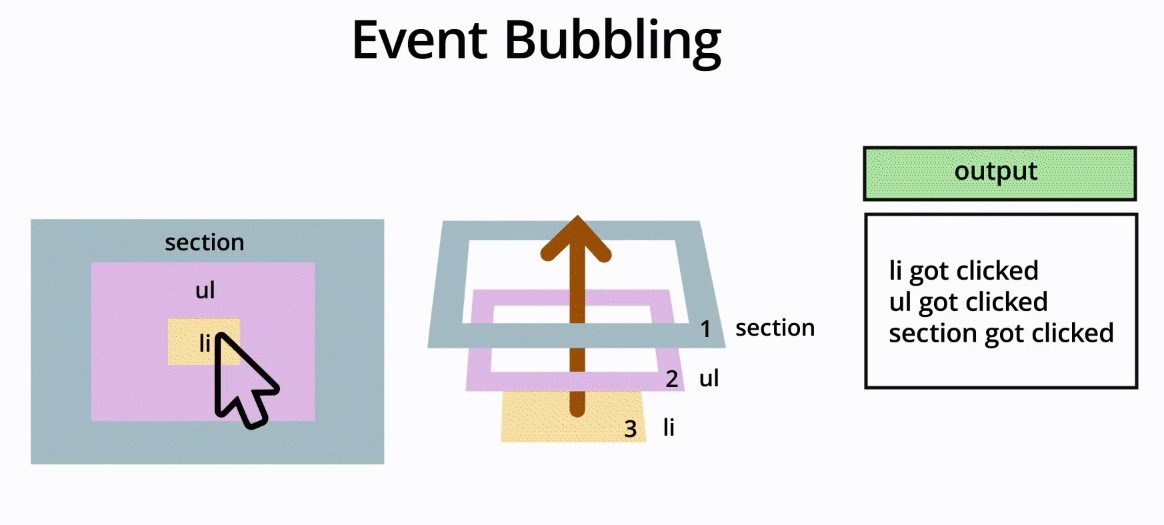 Event Bubbling
section
ul
li
1 section
2 ul
3 li
output
li got clicked
ul got clicked
section got clicked